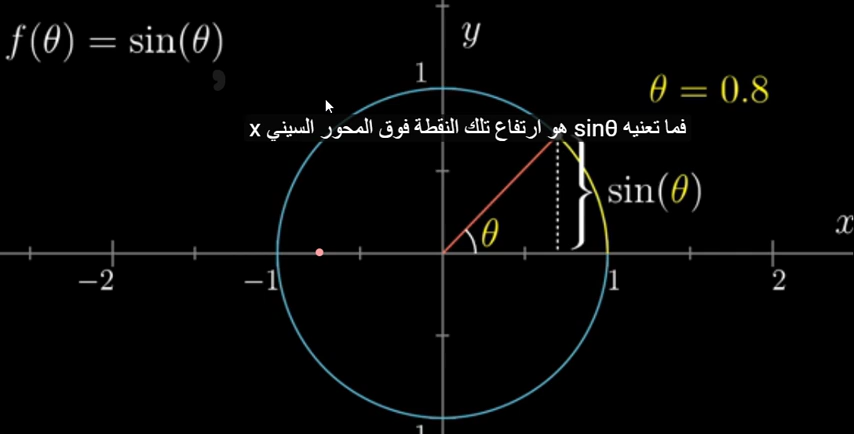 f(θ) = sin(θ)
y
1
θ = 0.8
فما تعنيه sinθ هو ارتفاع تلك النقطة فوق المحور السيني x
sin(θ)
θ
x
−2
−1
1
2